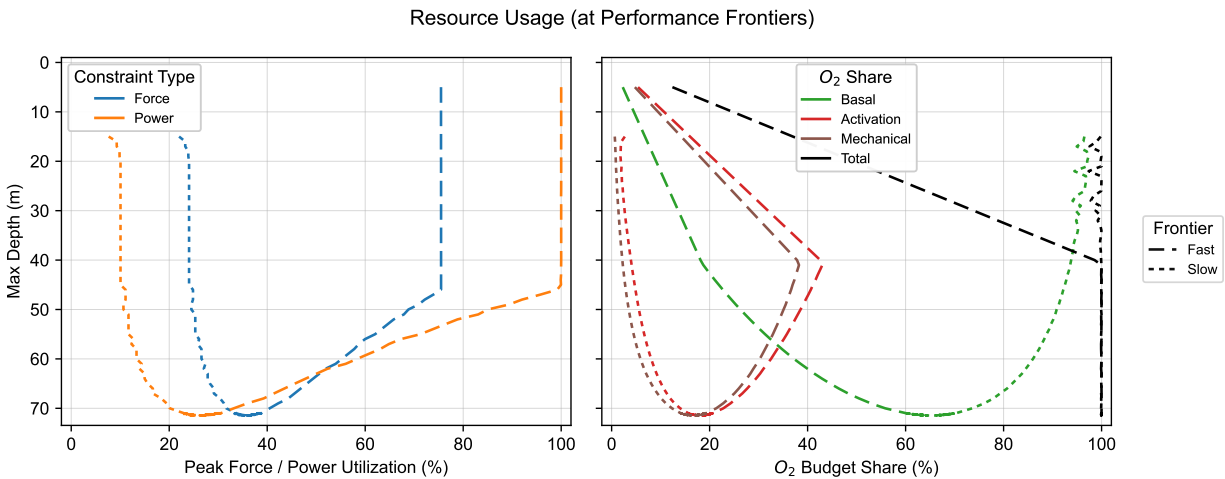 Resource Usage (at Performance Frontiers)
Constraint Type
Force
Power
0
10
20
30
40
50
60
70
Max Depth (m)
0
20
40
60
80
100
Peak Force / Power Utilization (%)
O₂ Share
Basal
Activation
Mechanical
Total
0
20
40
60
80
100
O₂ Budget Share (%)
Frontier
Fast
Slow